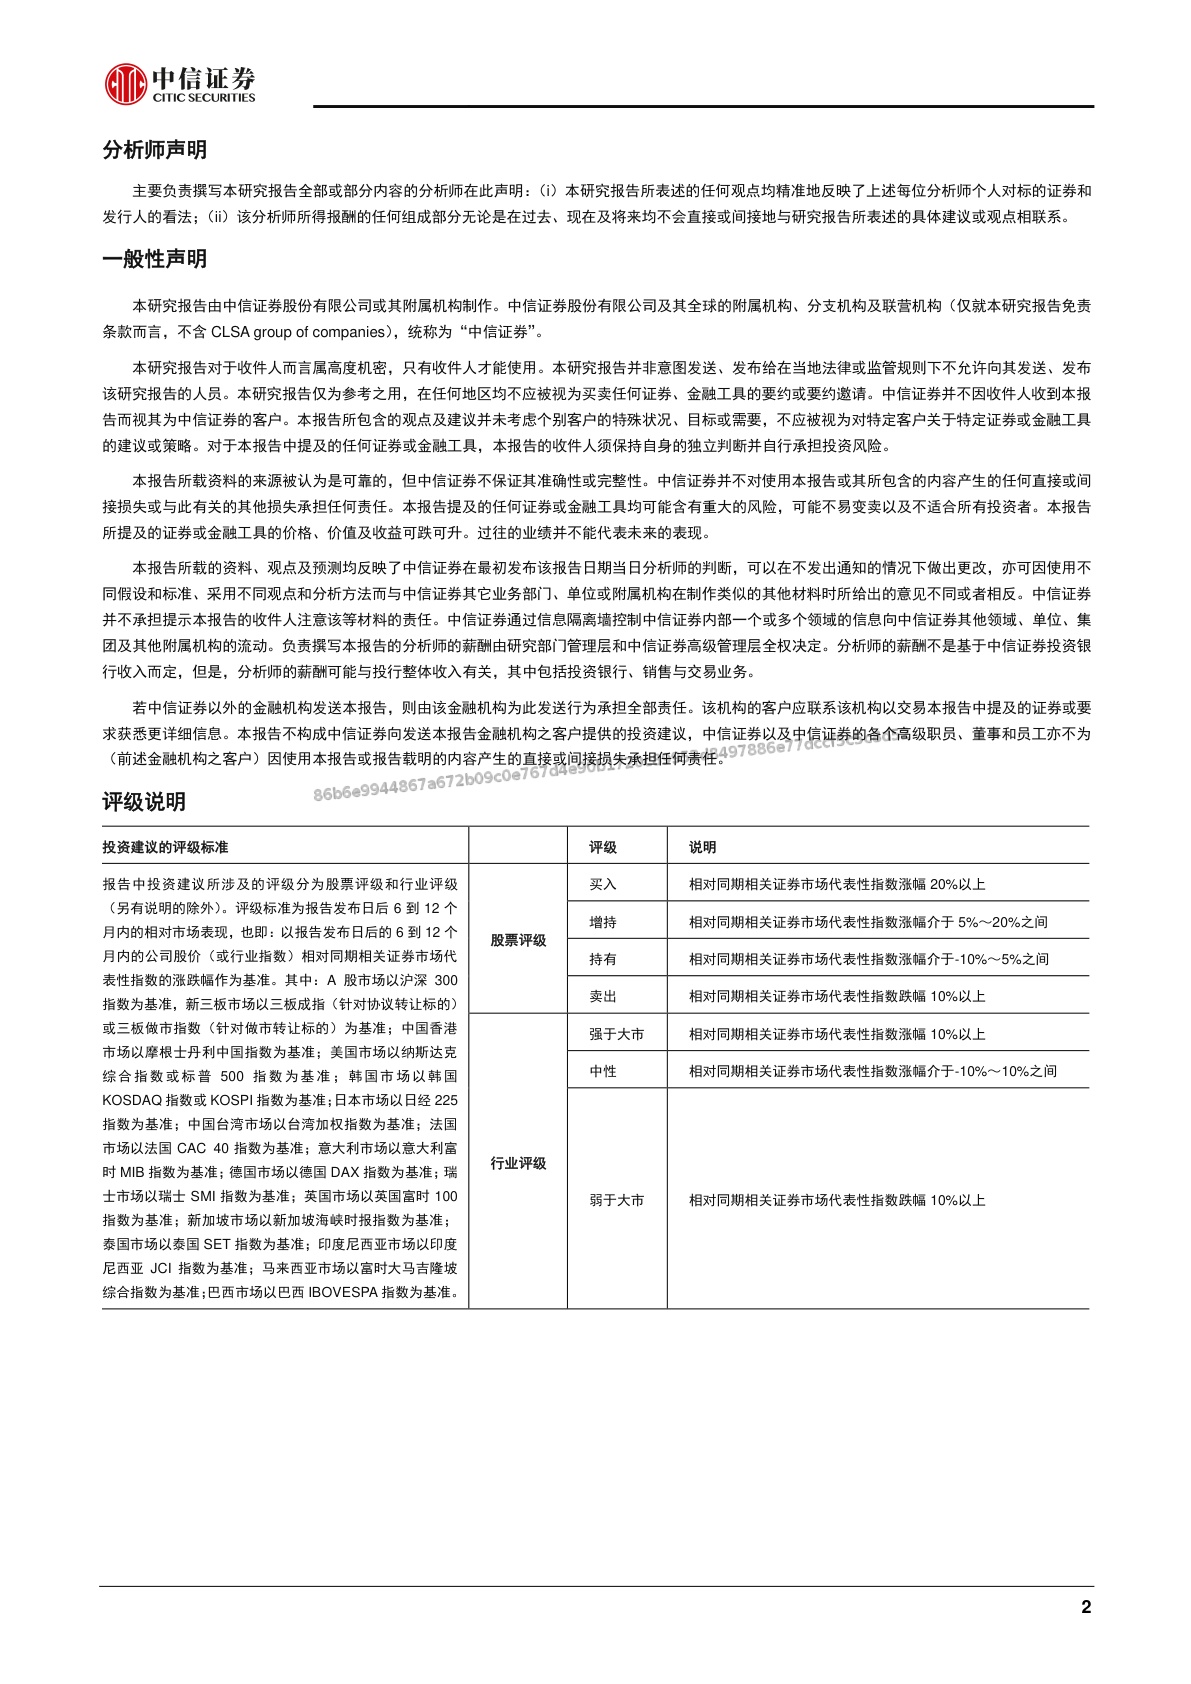 中信证券
CITIC SECURITIES
分析师声明
主要负责撰写本研究报告全部或部分内容的分析师在此声明：（i）本研究报告所表述的任何观点均精准地反映了上述每位分析师个人对标的证券和
发行人的看法；（ii）该分析师所得报酬的任何组成部分无论是在过去、现在及将来均不会直接或间接地与研究报告所表述的具体建议或观点相联系。
一般性声明
本研究报告由中信证券股份有限公司或其附属机构制作。中信证券股份有限公司及其全球的附属机构、分支机构及联营机构（仅就本研究报告免责
条款而言，不含 CLSA group of companies），统称为“中信证券”。
本研究报告对于收件人而言属高度机密，只有收件人才能使用。本研究报告并非意图发送、发布给在当地法律或监管规则下不允许向其发送、发布
该研究报告的人员。本研究报告仅为参考之用，在任何地区均不应被视为买卖任何证券、金融工具的要约或要约邀请。中信证券并不因收件人收到本报
告而视其为中信证券的客户。本报告所包含的观点及建议并未考虑个别客户的特殊状况、目标或需要，不应被视为对特定客户关于特定证券或金融工具
的建议或策略。对于本报告中提及的任何证券或金融工具，本报告的收件人须保持自身的独立判断并自行承担投资风险。
本报告所载资料的来源被认为是可靠的，但中信证券不保证其准确性或完整性。中信证券并不对使用本报告或其所包含的内容产生的任何直接或间
接损失或与此有关的其他损失承担任何责任。本报告提及的任何证券或金融工具均可能含有重大的风险，可能不易变卖以及不适合所有投资者。本报告
所提及的证券或金融工具的价格、价值及收益可跌可升。过往的业绩并不能代表未来的表现。
本报告所载的资料、观点及预测均反映了中信证券在最初发布该报告日期当日分析师的判断，可以在不发出通知的情况下做出更改，亦可因使用不
同假设和标准、采用不同观点和分析方法而与中信证券其它业务部门、单位或附属机构在制作类似的其他材料时所给出的意见不同或者相反。中信证券
并不承担提示本报告的收件人注意该等材料的责任。中信证券通过信息隔离墙控制中信证券内部一个或多个领域的信息向中信证券其他领域、单位、集
团及其他附属机构的流动。负责撰写本报告的分析师的薪酬由研究部门管理层和中信证券高级管理层全权决定。分析师的薪酬不是基于中信证券投资银
行收入而定，但是，分析师的薪酬可能与投行整体收入有关，其中包括投资银行、销售与交易业务。
若中信证券以外的金融机构发送本报告，则由该金融机构为此发送行为承担全部责任。该机构的客户应联系该机构以交易本报告中提及的证券或要
求获悉更详细信息。本报告不构成中信证券向发送本报告金融机构之客户提供的投资建议，中信证券以及中信证券的各个高级职员、董事和员工亦不为
（前述金融机构之客户）因使用本报告或报告载明的内容产生的直接或间接损失承担任何责任。
评级说明
投资建议的评级标准 评级 说明
报告中投资建议所涉及的评级分为股票评级和行业评级
（另有说明的除外）。评级标准为报告发布日后 6 到 12 个
月内的相对市场表现，也即：以报告发布日后的 6 到 12 个
月内的公司股价（或行业指数）相对同期相关证券市场代
表性指数的涨跌幅作为基准。其中：A 股市场以沪深 300
指数为基准，新三板市场以三板成指（针对协议转让标的）
或三板做市指数（针对做市转让标的）为基准；中国香港
市场以摩根士丹利中国指数为基准；美国市场以纳斯达克
综合指数或标普 500 指数为基准；韩国市场以韩国
KOSDAQ 指数或 KOSPI 指数为基准；日本市场以日经 225
指数为基准；中国台湾市场以台湾加权指数为基准；法国
市场以法国 CAC 40 指数为基准；意大利市场以意大利富
时 MIB 指数为基准；德国市场以德国 DAX 指数为基准；瑞
士市场以瑞士 SMI 指数为基准；英国市场以英国富时 100
指数为基准；新加坡市场以新加坡海峡时报指数为基准；
泰国市场以泰国 SET 指数为基准；印度尼西亚市场以印度
尼西亚 JCI 指数为基准；马来西亚市场以富时大马吉隆坡
综合指数为基准；巴西市场以巴西 IBOVESPA 指数为基准。
股票评级
买入 相对同期相关证券市场代表性指数涨幅 20%以上
增持 相对同期相关证券市场代表性指数涨幅介于 5%～20%之间
持有 相对同期相关证券市场代表性指数涨幅介于-10%～5%之间
卖出 相对同期相关证券市场代表性指数跌幅 10%以上
行业评级
强于大市 相对同期相关证券市场代表性指数涨幅 10%以上
中性 相对同期相关证券市场代表性指数涨幅介于-10%～10%之间
弱于大市 相对同期相关证券市场代表性指数跌幅 10%以上
2